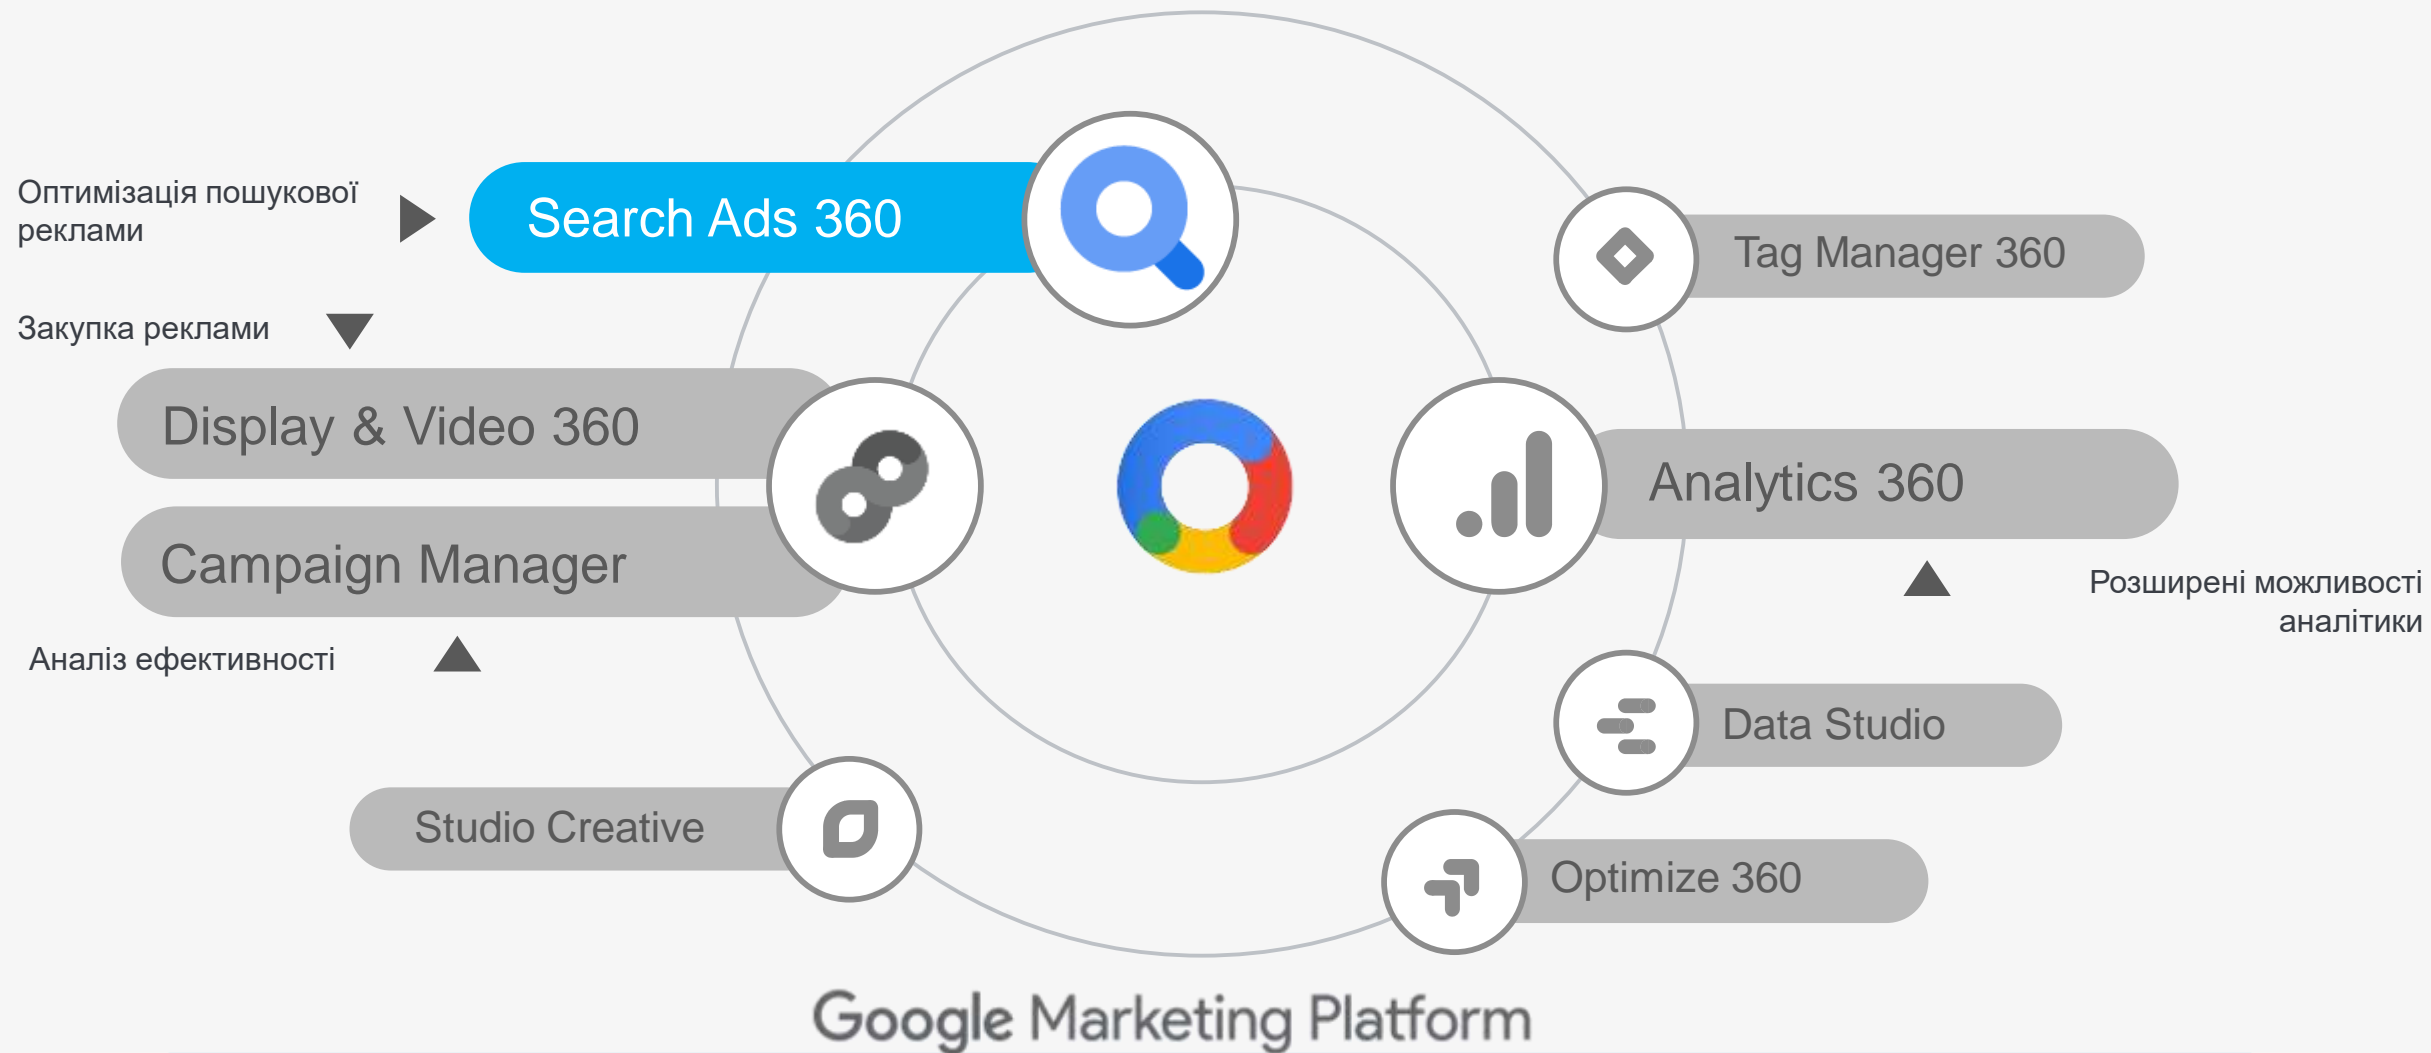 Оптимізація пошукової
реклами
Search Ads 360
Tag Manager 360
Закупка реклами
Display & Video 360
Analytics 360
Campaign Manager
Розширені можливості
аналітики
Аналіз ефективності
Data Studio
Studio Creative
Optimize 360
Google Marketing Platform